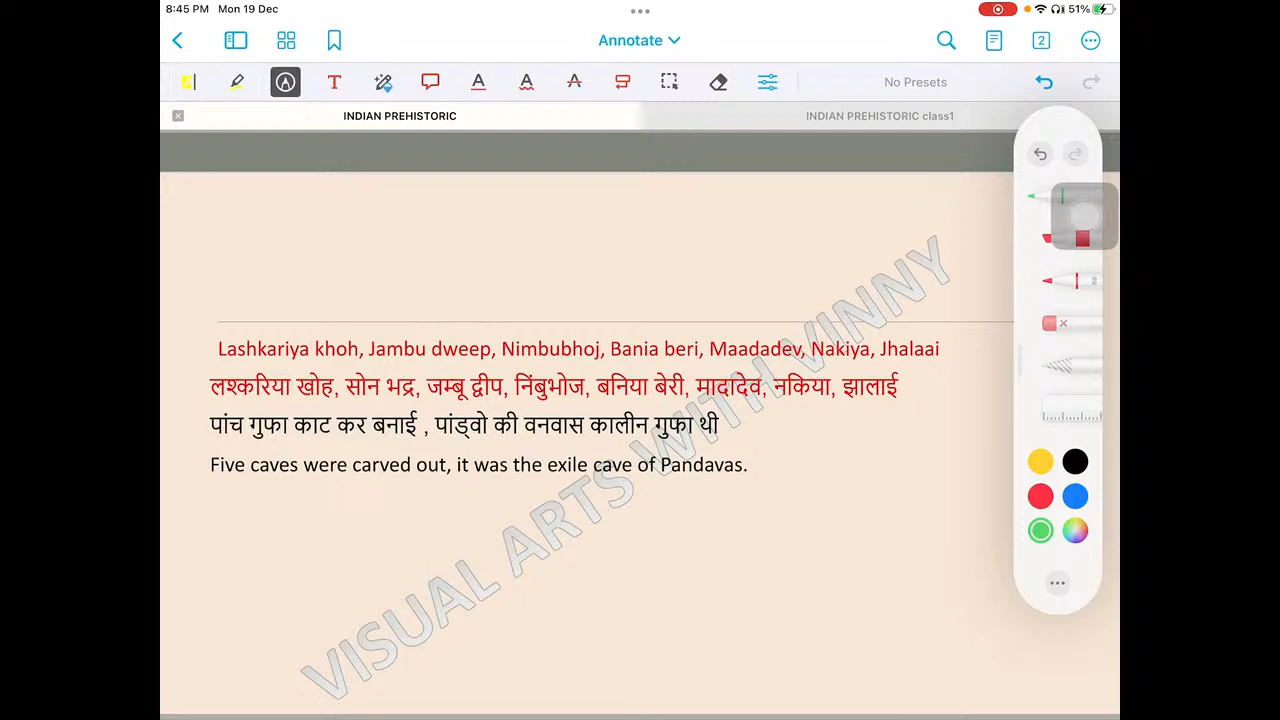 8:45 PM Mon 19 Dec
51%
Annotate
2
T
A
A
A
No Presets
INDIAN PREHISTORIC
INDIAN PREHISTORIC class1
Lashkariya khoh, Jambu dweep, Nimbubhoj, Bania beri, Maadadev, Nakiya, Jhalaai
लश्करिया खोह, सोन भद्र, जम्बू द्वीप, निंबुभोज, बनिया बेरी, मादादेव, नकिया, झालाई
पांच गुफा काट कर बनाई , पांड्वो की वनवास कालीन गुफा थी
Five caves were carved out, it was the exile cave of Pandavas.
VISUAL ARTS WITH VINNY